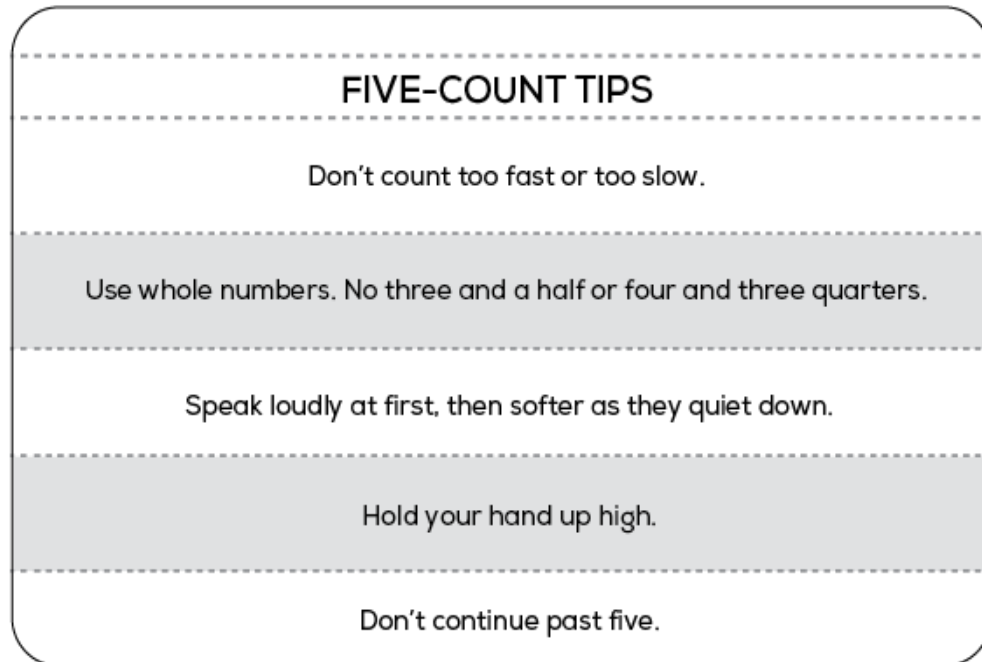 FIVE-COUNT TIPS
Don't count too fast or too slow.
Use whole numbers. No three and a half or four and three quarters.
Speak loudly at first, then softer as they quiet down.
Hold your hand up high.
Don't continue past five.